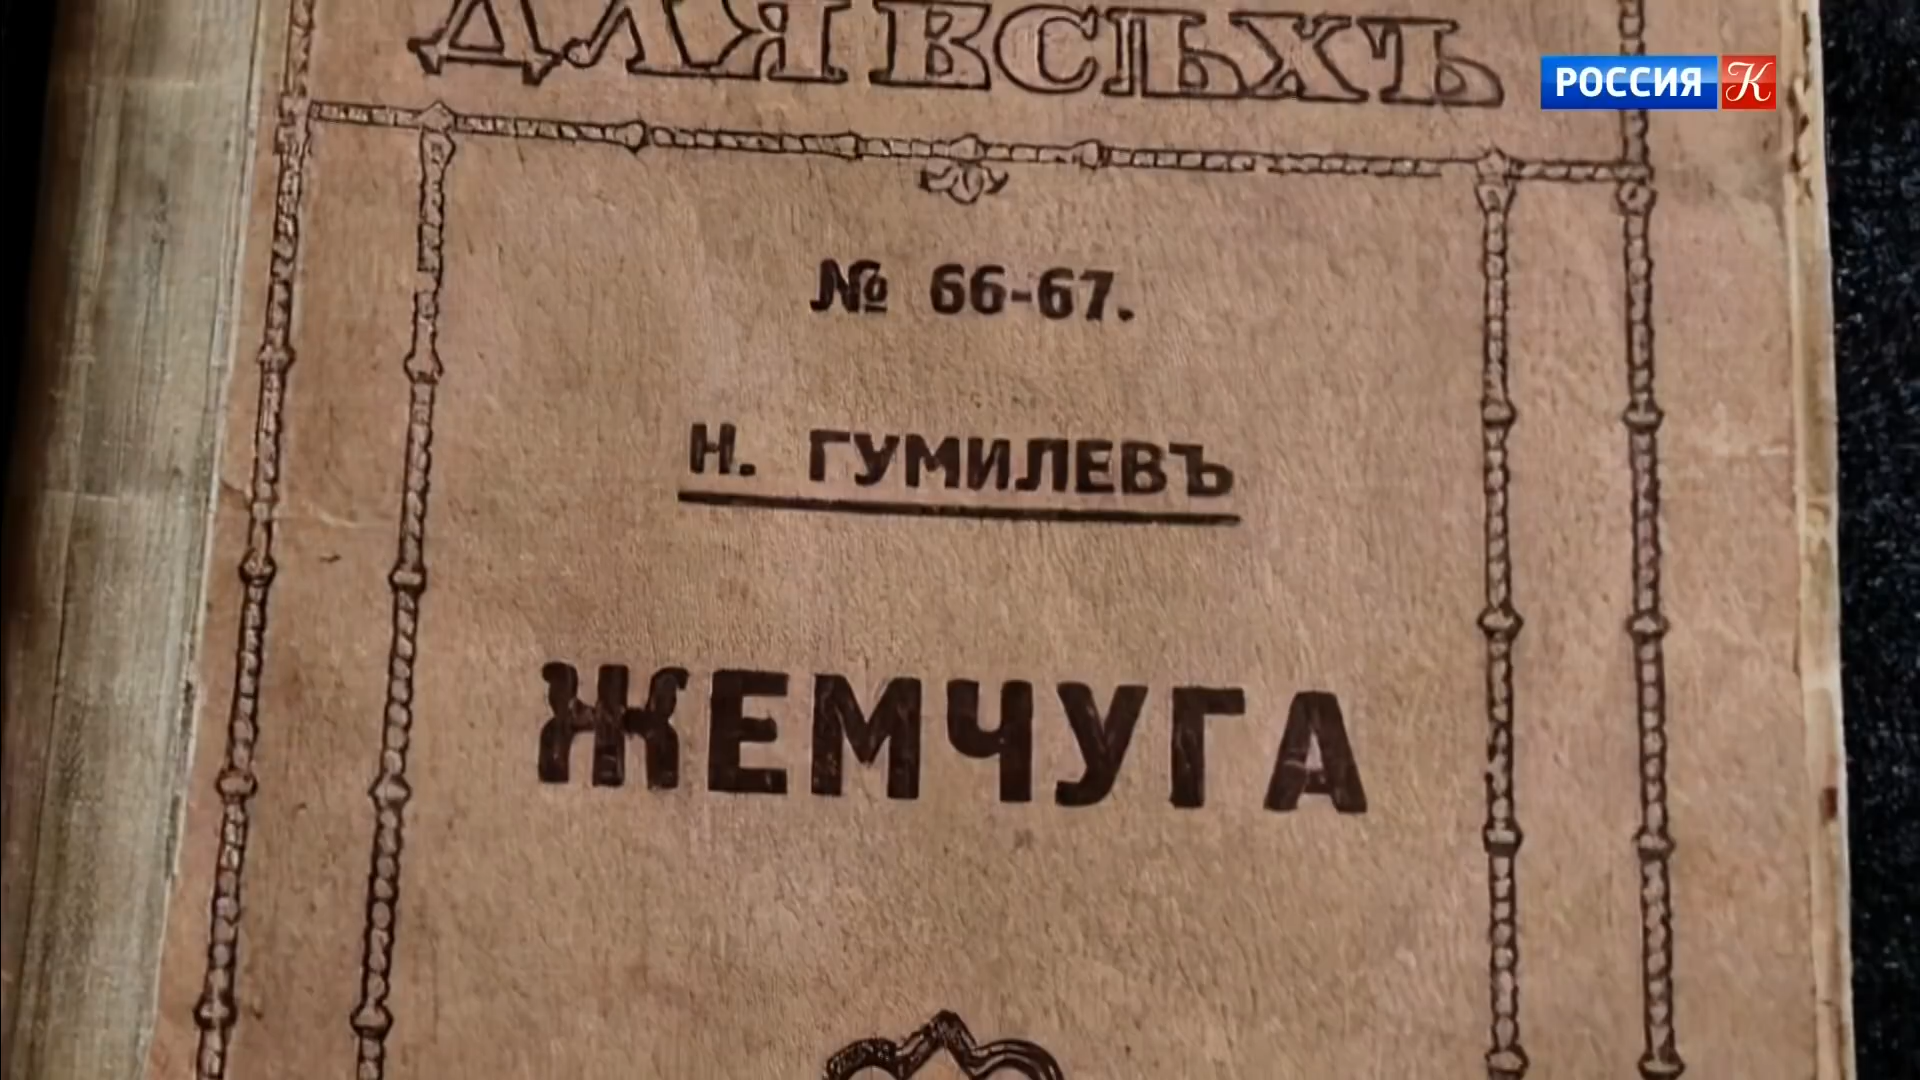 ДЛЯ ВСѢХЪ
РОССИЯ К
№ 66-67.
Н. ГУМИЛЕВЪ
ЖЕМЧУГА